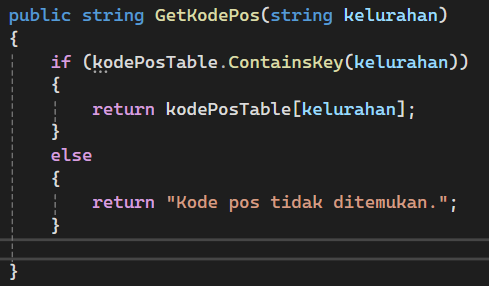 public string GetKodePos(string kelurahan)
{
if (kodePosTable.ContainsKey(kelurahan))
{
return kodePosTable[kelurahan];
}
else
{
return "Kode pos tidak ditemukan.";
}
}